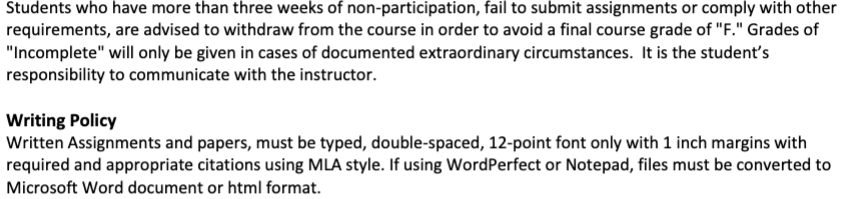 Students who have more than three weeks of non-participation, fail to submit assignments or comply with other
requirements, are advised to withdraw from the course in order to avoid a final course grade of "F." Grades of
"Incomplete" will only be given in cases of documented extraordinary circumstances.  It is the student’s
responsibility to communicate with the instructor.

Writing Policy
Written Assignments and papers, must be typed, double-spaced, 12-point font only with 1 inch margins with
required and appropriate citations using MLA style. If using WordPerfect or Notepad, files must be converted to
Microsoft Word document or html format.